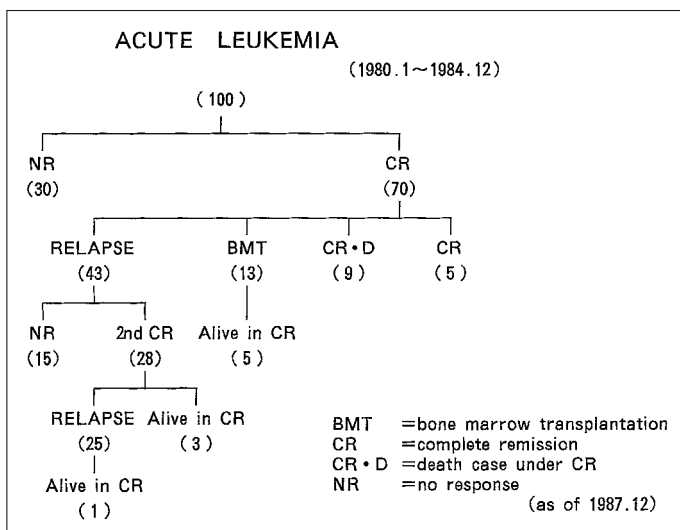 ACUTE LEUKEMIA
(1980.1~1984.12)
(100)
NR CR
(30) (70)
RELAPSE BMT CR•D CR
(43) (13) (9) (5)
NR 2nd CR Alive in CR
(15) (28) (5)
RELAPSE Alive in CR
(25) (3)
Alive in CR
(1)
BMT =bone marrow transplantation
CR =complete remission
CR•D =death case under CR
NR =no response
(as of 1987.12)